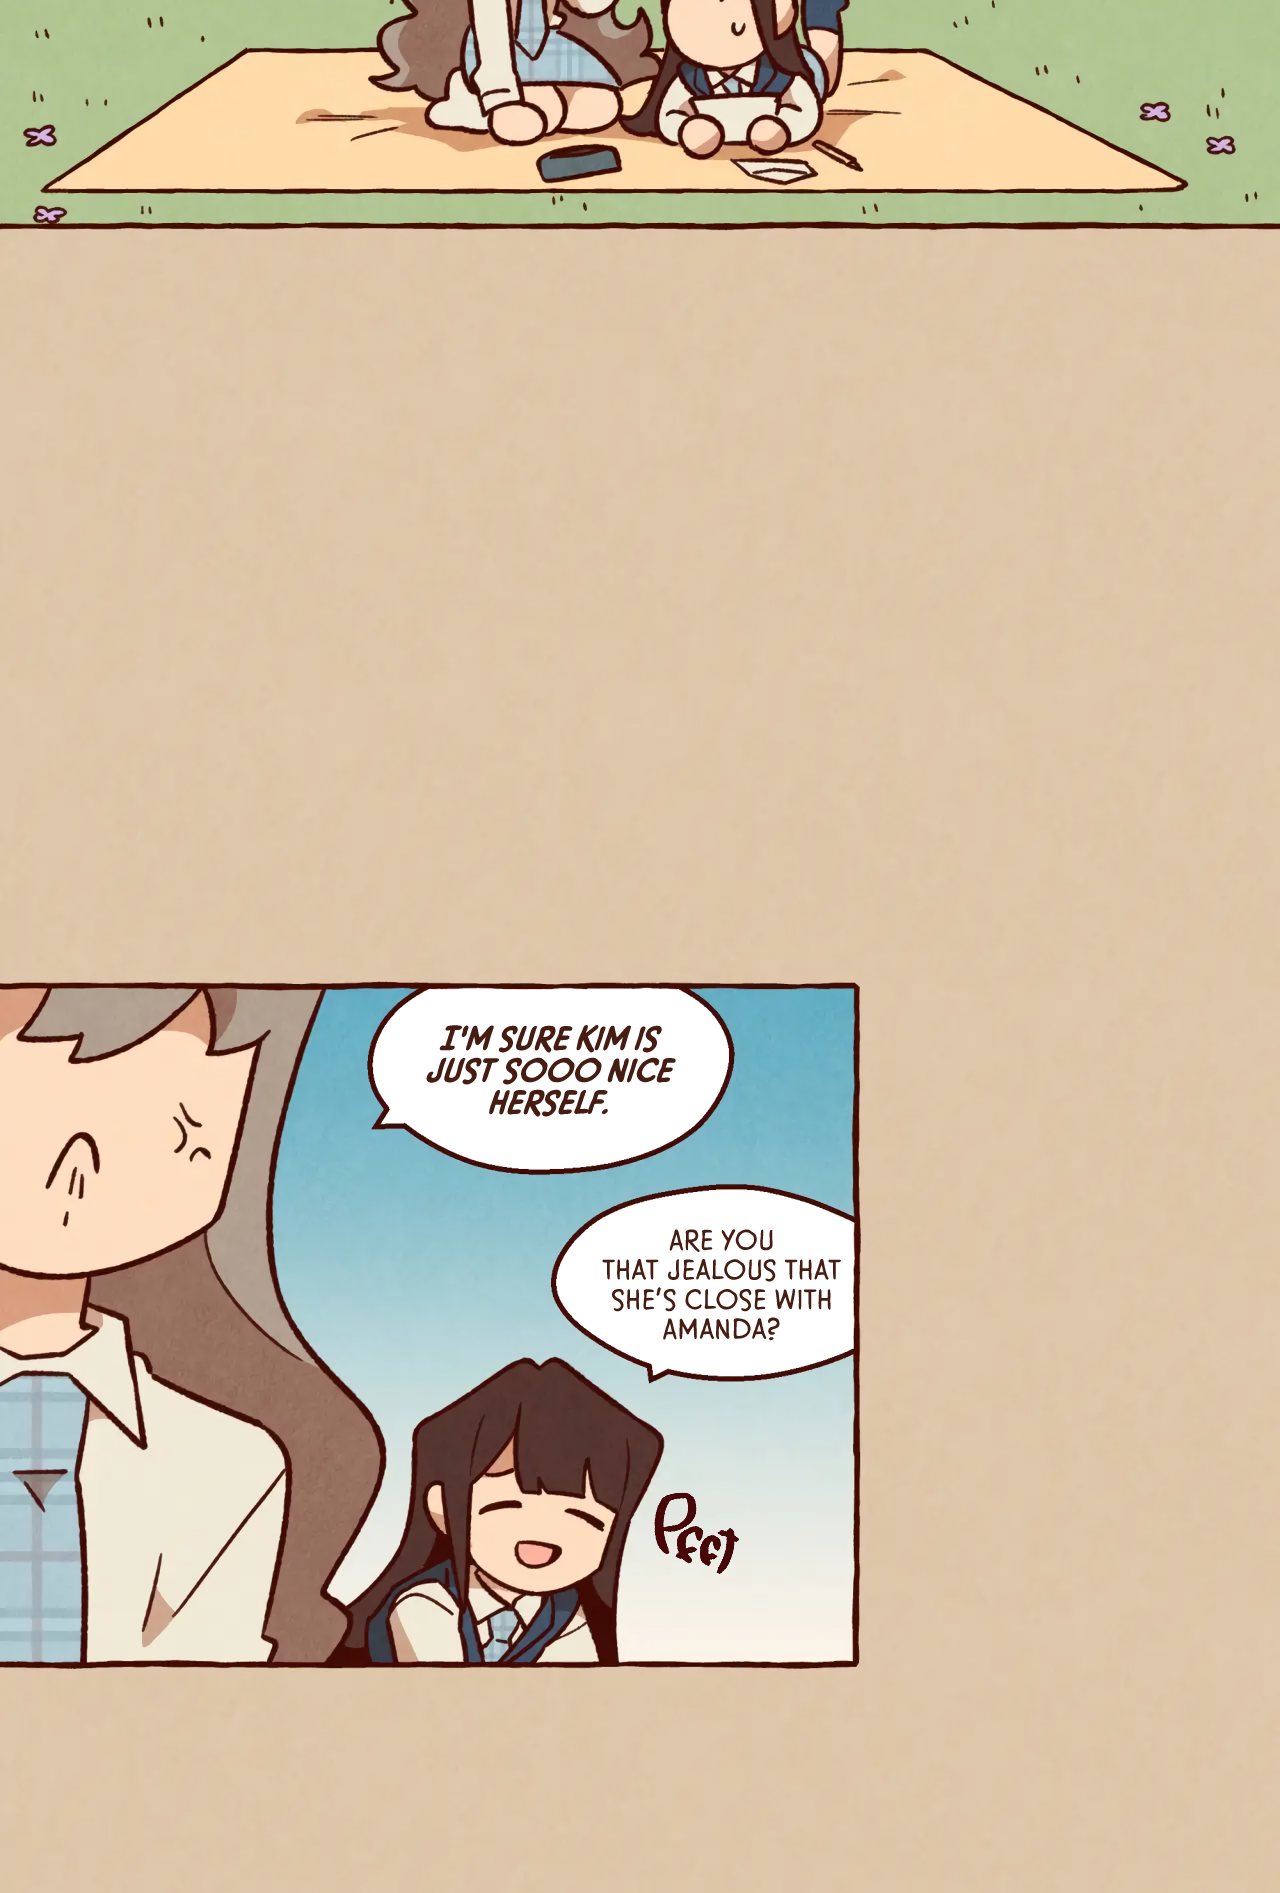 I'M SURE KIM IS
JUST SOOO NICE
HERSELF.
ARE YOU
THAT JEALOUS THAT
SHE'S CLOSE WITH
AMANDA?
Pfft